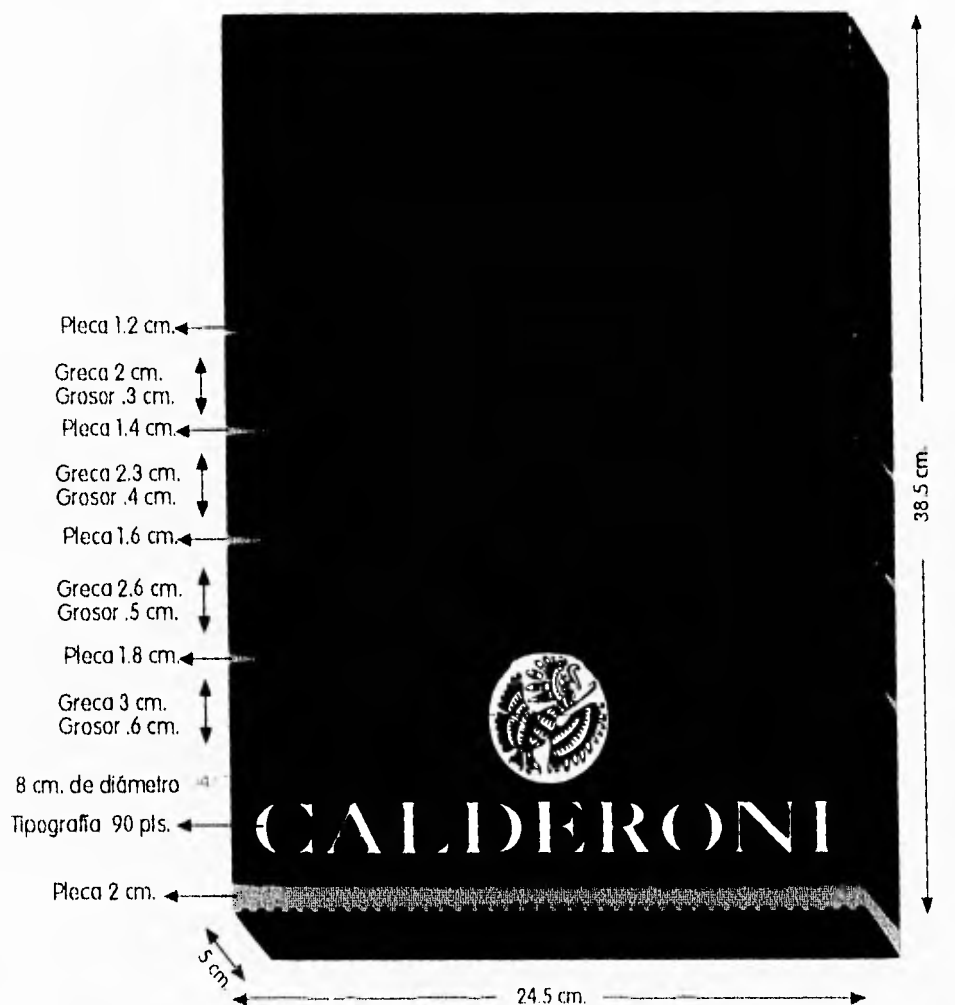 Pleca 1.2 cm.
Greca 2 cm.
Grosor .3 cm.
Pleca 1.4 cm.
Greca 2.3 cm.
Grosor .4 cm.
Pleca 1.6 cm.
Greca 2.6 cm.
Grosor .5 cm.
Pleca 1.8 cm.
Greca 3 cm.
Grosor .6 cm.
8 cm. de diámetro
Tipografía 90 pts.
CALDERONI
Pleca 2 cm.
38.5 cm.
5 cm.
24.5 cm.